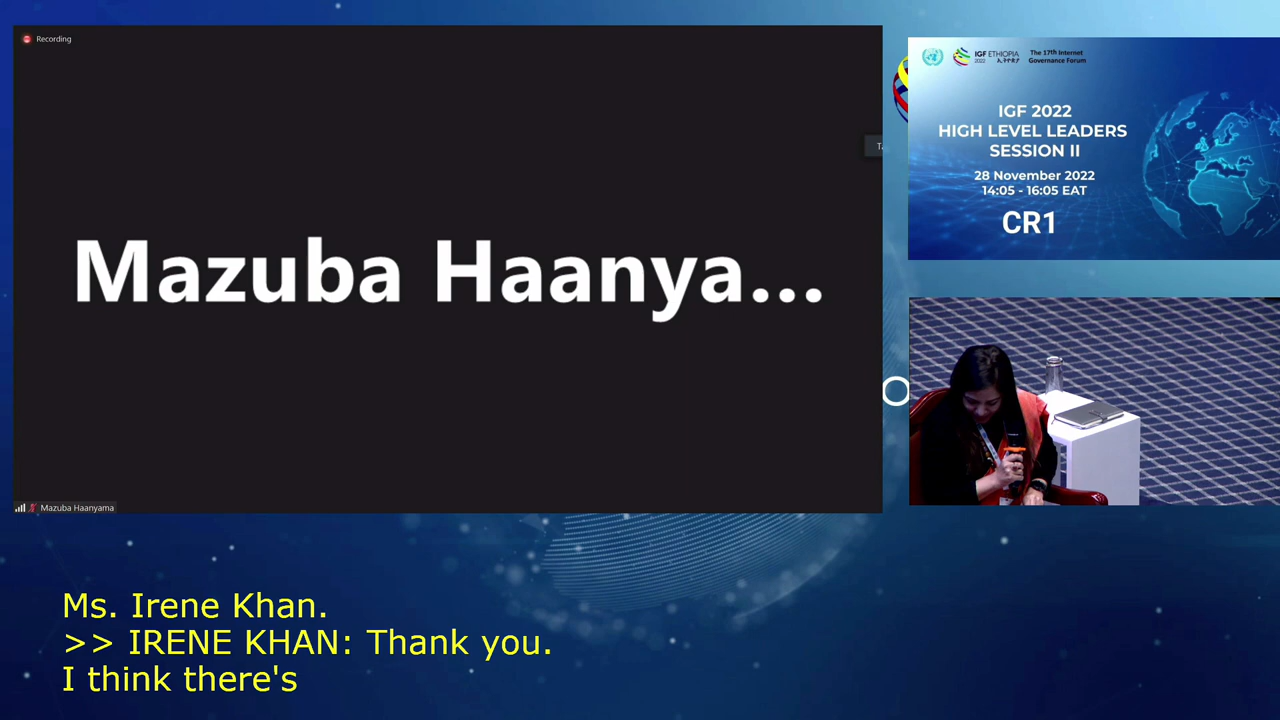 Recording
Mazuba Haanya...
Mazuba Haanyama
IGF ETHIOPIA
2022 ኢትዮጵያ
The 17th Internet
Governance Forum
IGF 2022
HIGH LEVEL LEADERS
SESSION II
28 November 2022
14:05 - 16:05 EAT
CR1
Ms. Irene Khan.
>> IRENE KHAN: Thank you.
I think there's